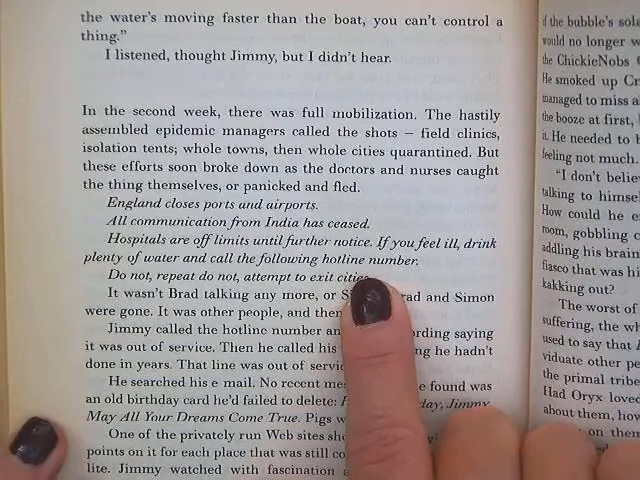 the water's moving faster than the boat, you can't control a
thing."
I listened, thought Jimmy, but I didn't hear.
In the second week, there was full mobilization. The hastily
assembled epidemic managers called the shots – field clinics,
isolation tents; whole towns, then whole cities quarantined. But
these efforts soon broke down as the doctors and nurses caught
the thing themselves, or panicked and fled.
England closes ports and airports.
All communication from India has ceased.
Hospitals are off limits until further notice. If you feel ill, drink
plenty of water and call the following hotline number.
Do not, repeat do not, attempt to exit cities.
It wasn't Brad talking any more, or and Simon
were gone. It was other people, and then
Jimmy called the hotline number saying
it was out of service. Then he called his he hadn't
done in years. That line was out of
He searched his e mail. No recent found was
an old birthday card he'd failed to delete: Jimmy
May All Your Dreams Come True. Pigs
One of the privately run Web sites
points on it for each place that was still
lite. Jimmy watched with fascination
if the bubble's
would no longer
the ChickieNobs
He smoked up
managed to miss
the booze at first,
it. He needed to
feeling not much.
"I don't
talking to
How could he
room, gobbling
addling his
fiasco that was
kakking out?
The worst of
suffering, the
used to say that
viduate other
the primal
Had Oryx
about them,
on them